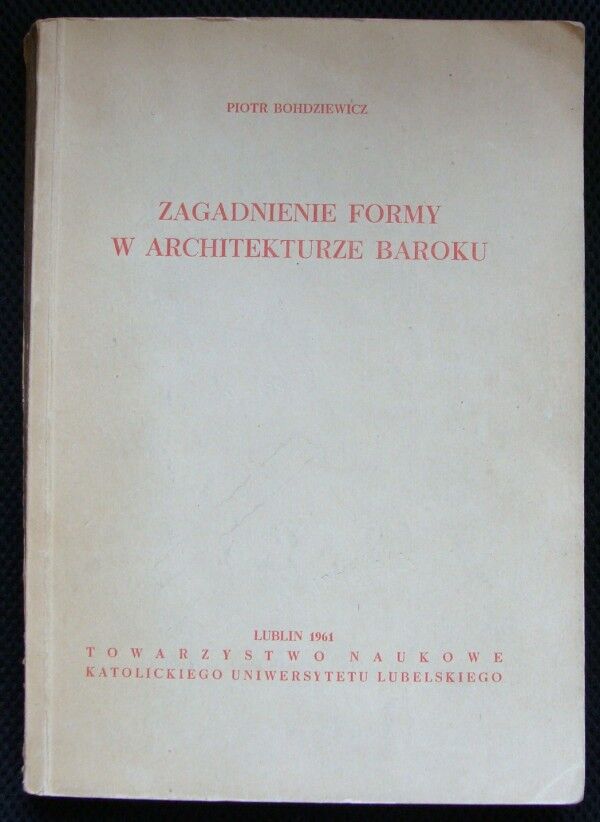 PIOTR BOHDZIEWICZ
ZAGADNIENIE FORMY
W ARCHITEKTURZE BAROKU
LUBLIN 1961
TOWARZYSTWO NAUKOWE
KATOLICKIEGO UNIWERSYTETU LUBELSKIEGO